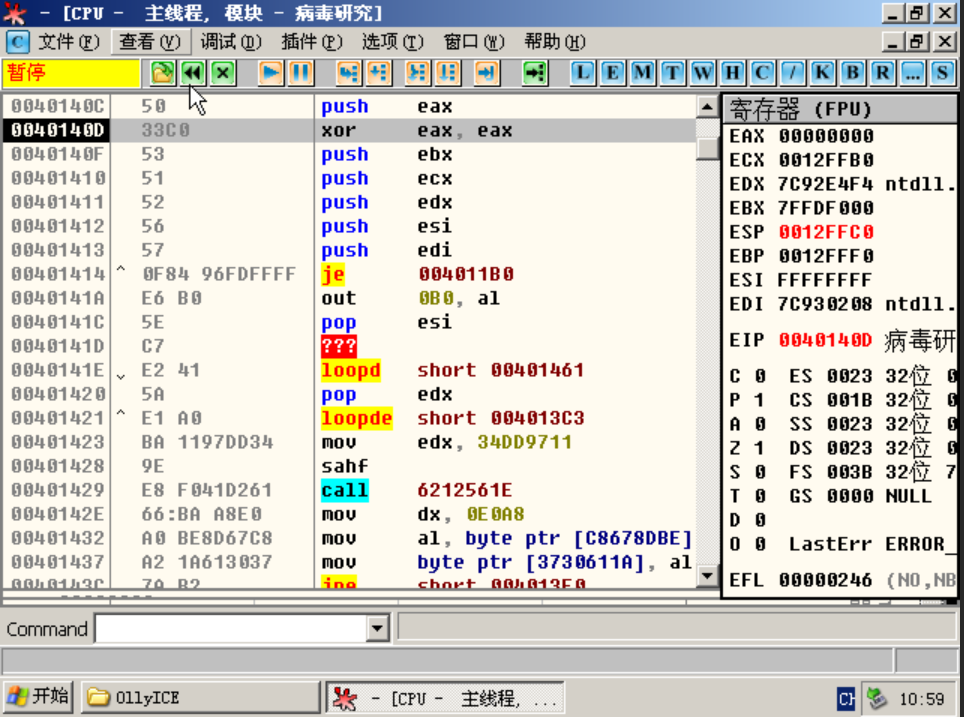 - [CPU - 主线程, 模块 - 病毒研究]
C 文件(F) 查看(V) 调试(D) 插件(P) 选项(T) 窗口(W) 帮助(H)
暂停 L E M T W H C / K B R ... S
0040140C 50 push eax
0040140D 33C0 xor eax, eax
0040140F 53 push ebx
00401410 51 push ecx
00401411 52 push edx
00401412 56 push esi
00401413 57 push edi
00401414 ^ 0F84 96FDFFFF je 004011B0
0040141A E6 B0 out 0B0, al
0040141C 5E pop esi
0040141D C7 ???
0040141E E2 41 loopd short 00401461
00401420 5A pop edx
00401421 ^ E1 A0 loopde short 004013C3
00401423 BA 1197DD34 mov edx, 34DD9711
00401428 9E sahf
00401429 E8 F041D261 call 6212561E
0040142E 66:BA A8E0 mov dx, 0E0A8
00401432 A0 BE8D67C8 mov al, byte ptr [C8678DBE]
00401437 A2 1A613037 mov byte ptr [3730611A], al
0040143C 7A B2 jpe short 004013F0
寄存器 (FPU)
EAX 00000000
ECX 0012FFB0
EDX 7C92E4F4 ntdll.
EBX 7FFDF000
ESP 0012FFC0
EBP 0012FFF0
ESI FFFFFFFF
EDI 7C930208 ntdll.
EIP 0040140D 病毒研
C 0 ES 0023 32位 0
P 1 CS 001B 32位 0
A 0 SS 0023 32位 0
Z 1 DS 0023 32位 0
S 0 FS 003B 32位 7
T 0 GS 0000 NULL
D 0
O 0 LastErr ERROR_
EFL 00000246 (NO,NB
Command
开始 OllyICE - [CPU - 主线程, ... CH 10:59